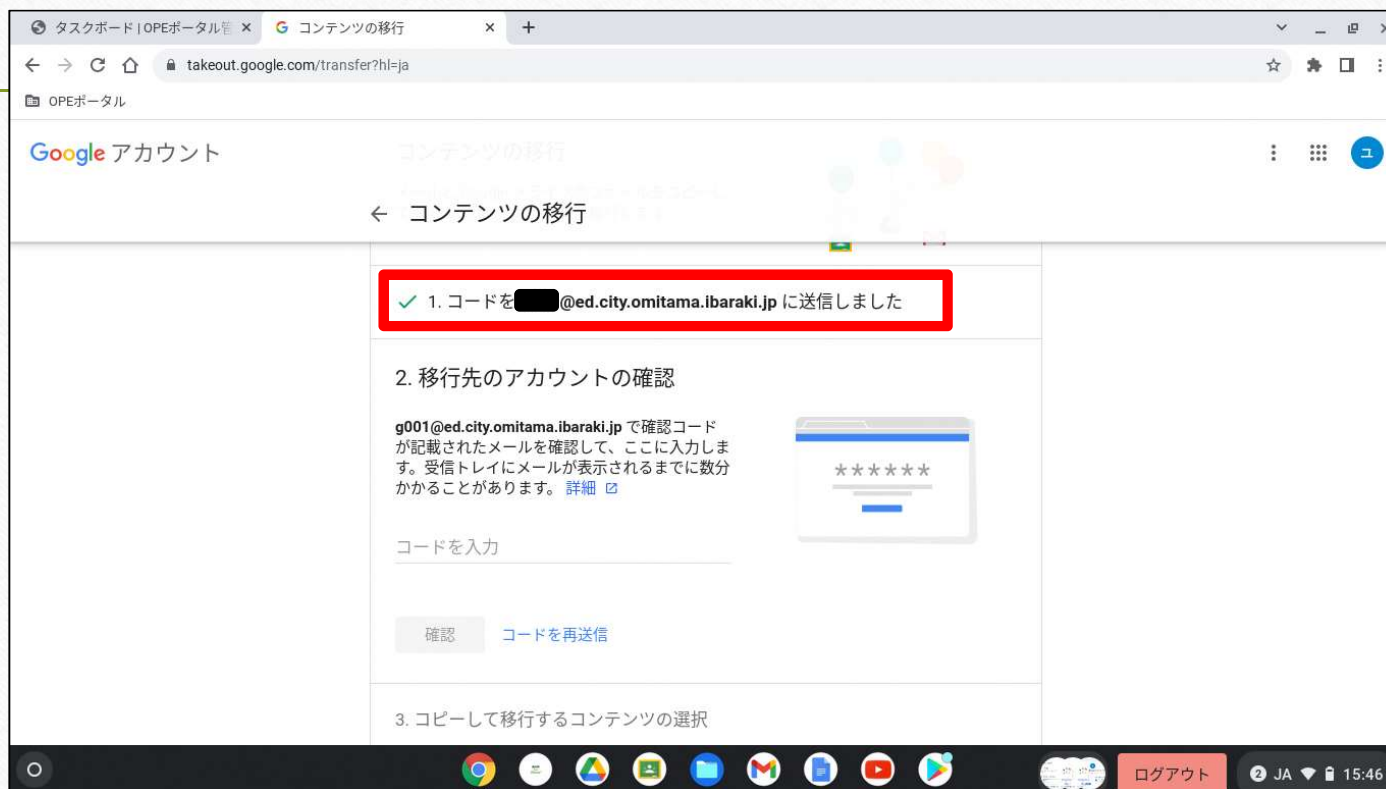 タスクボード | OPEポータル管
コンテンツの移行
takeout.google.com/transfer?hl=ja
OPEポータル
Google アカウント
コンテンツの移行
コンテンツの移行
1. コードを @ed.city.omitama.ibaraki.jp に送信しました
2. 移行先のアカウントの確認
g001@ed.city.omitama.ibaraki.jp で確認コード
が記載されたメールを確認して、ここに入力しま
す。受信トレイにメールが表示されるまでに数分
かかることがあります。 詳細
******
コードを入力
確認 コードを再送信
3. コピーして移行するコンテンツの選択
ログアウト 2 JA 15:46